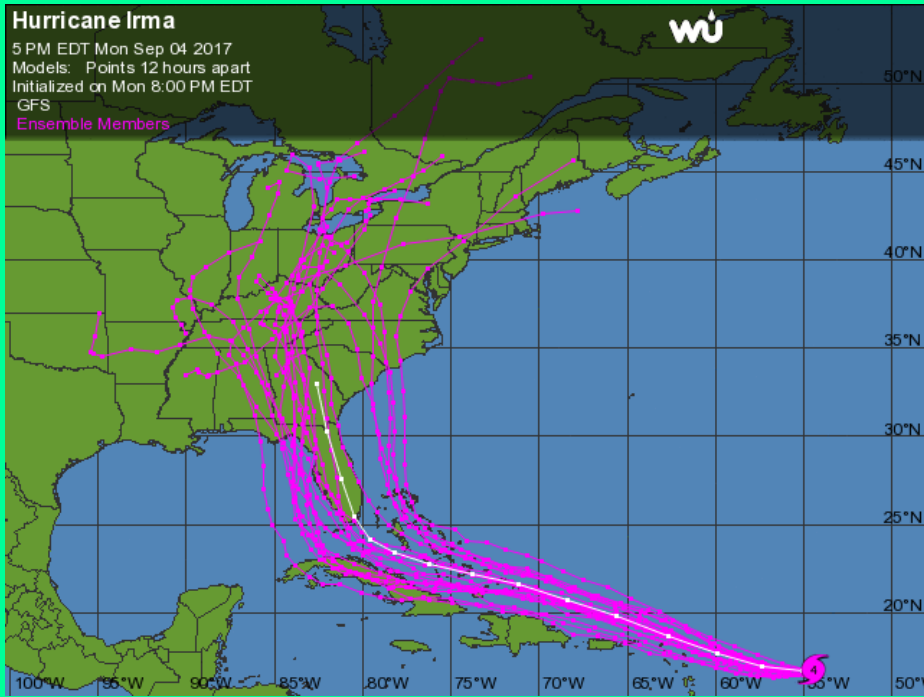 Hurricane Irma
5 PM EDT Mon Sep 04 2017
Models: Points 12 hours apart
Initialized on Mon 8:00 PM EDT
GFS
Ensemble Members
wu
50°N
45°N
40°N
35°N
30°N
25°N
20°N
4
100°W 95°W 90°W 85°W 80°W 75°W 70°W 65°W 60°W 55°W 50°W